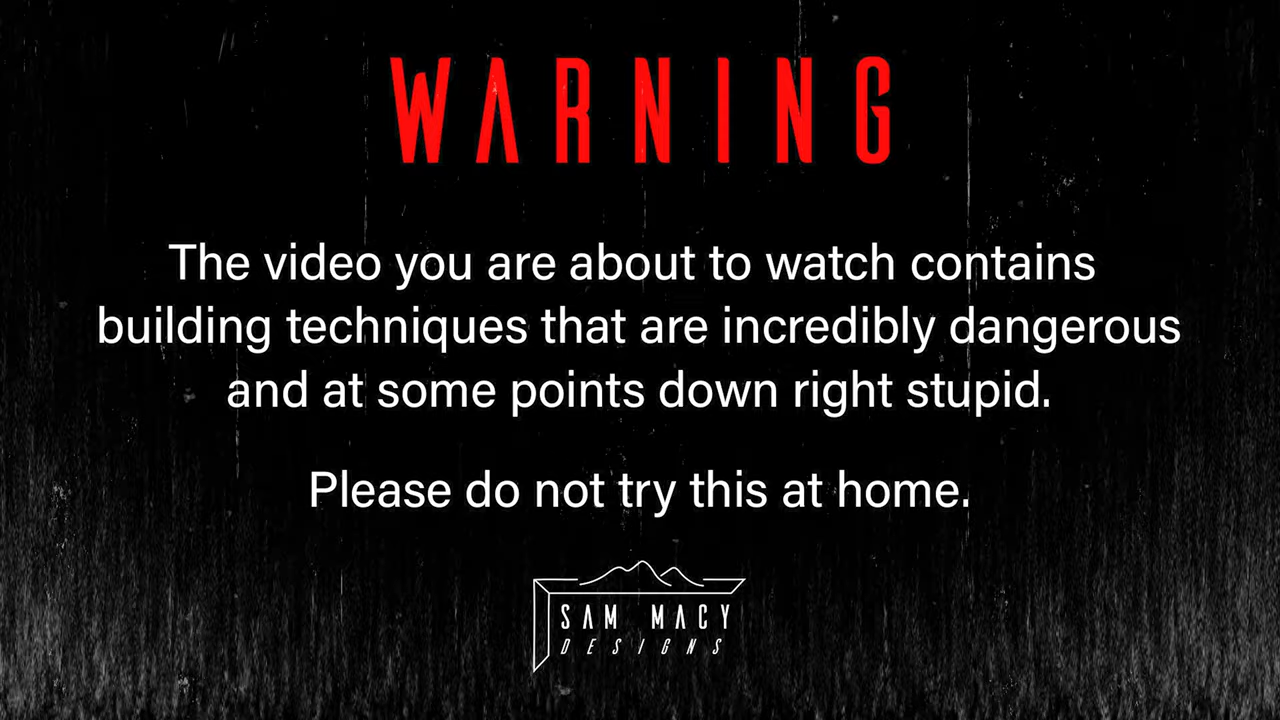 WARNING
The video you are about to watch contains
building techniques that are incredibly dangerous
and at some points down right stupid.
Please do not try this at home.
SAM MACY
DESIGNS